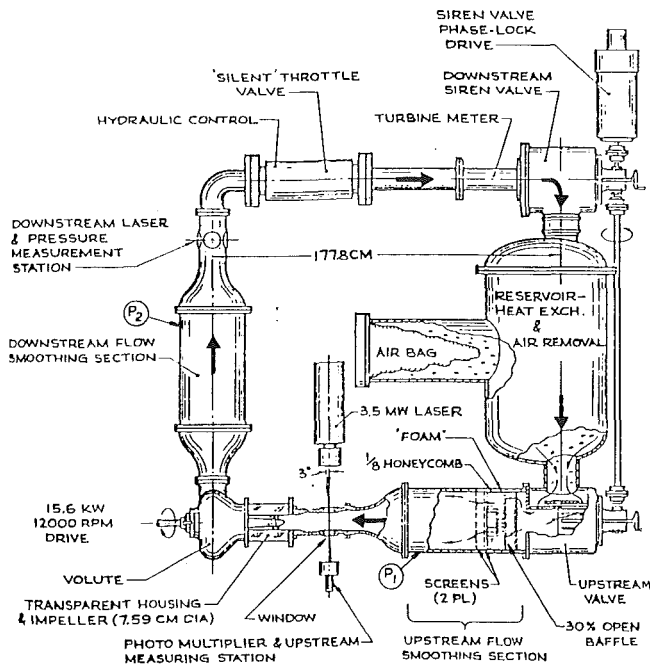 SIREN VALVE
PHASE-LOCK
DRIVE
'SILENT' THROTTLE
VALVE
DOWNSTREAM
SIREN VALVE
HYDRAULIC CONTROL
TURBINE METER
DOWNSTREAM LASER
& PRESSURE
MEASUREMENT
STATION
177.8CM
P2
RESERVOIR-
HEAT EXCH.
&
AIR REMOVAL
DOWNSTREAM FLOW
SMOOTHING SECTION
AIR BAG
3.5 MW LASER
"FOAM"
1/8 HONEYCOMB
3°
15.6 KW
12000 RPM
DRIVE
VOLUTE
P1
SCREENS
(2 PL)
UPSTREAM
VALVE
TRANSPARENT HOUSING
& IMPELLER (7.59 CM DIA)
WINDOW
30% OPEN
BAFFLE
PHOTO MULTIPLIER & UPSTREAM
MEASURING STATION
UPSTREAM FLOW
SMOOTHING SECTION